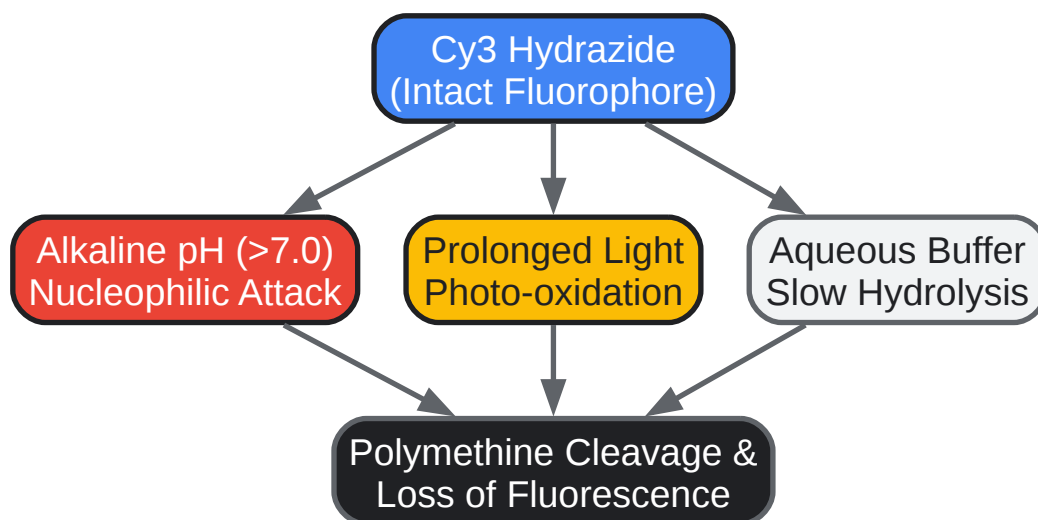 Cy3 Hydrazide
(Intact Fluorophore)
Alkaline pH (>7.0)
Nucleophilic Attack
Prolonged Light
Photo-oxidation
Aqueous Buffer
Slow Hydrolysis
Polymethine Cleavage &
Loss of Fluorescence